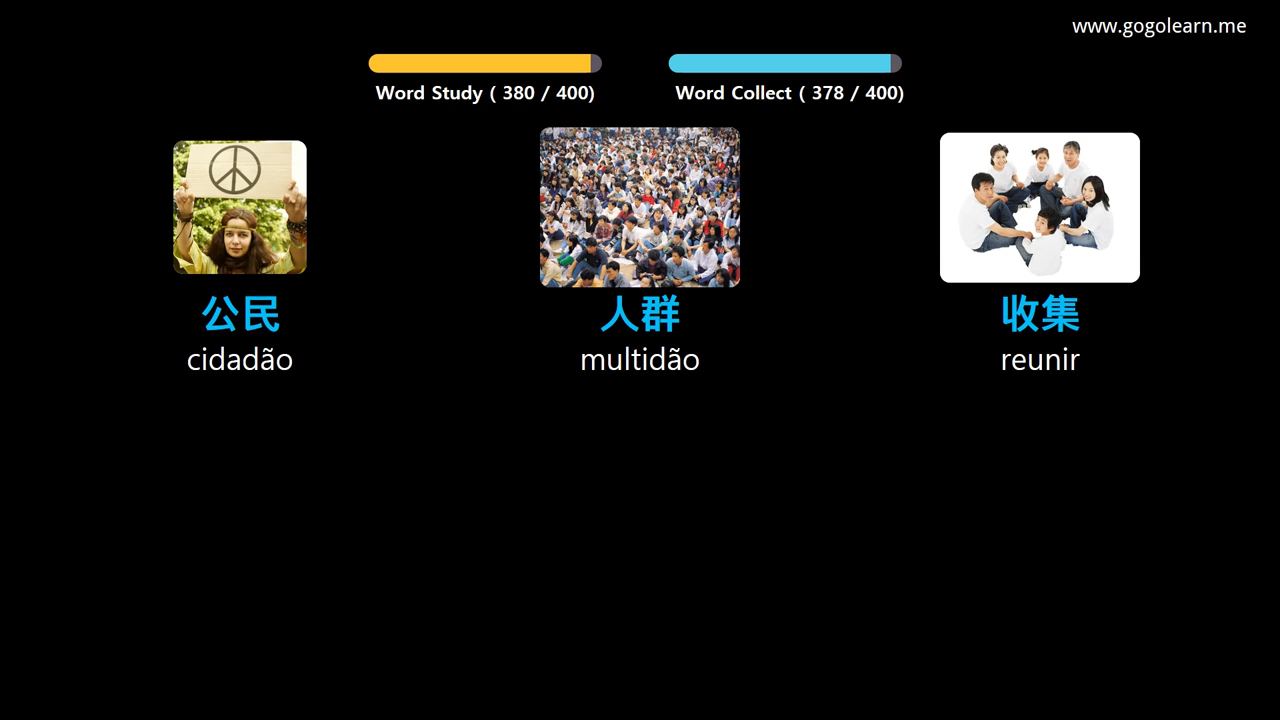 www.gogolearn.me
Word Study ( 380 / 400)
Word Collect ( 378 / 400)
公民
人群
收集
cidadão
multidão
reunir